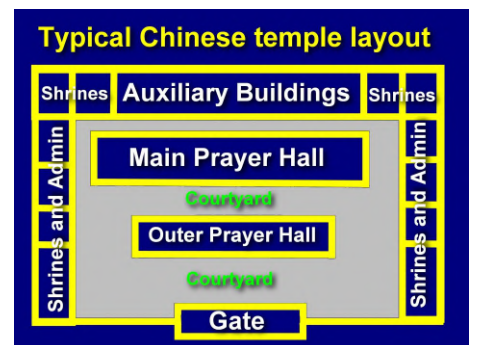 Typical Chinese temple layout
Shrines Auxiliary Buildings Shrines
Shrines and Admin
Main Prayer Hall
Courtyard
Outer Prayer Hall
Courtyard
Gate
Shrines and Admin